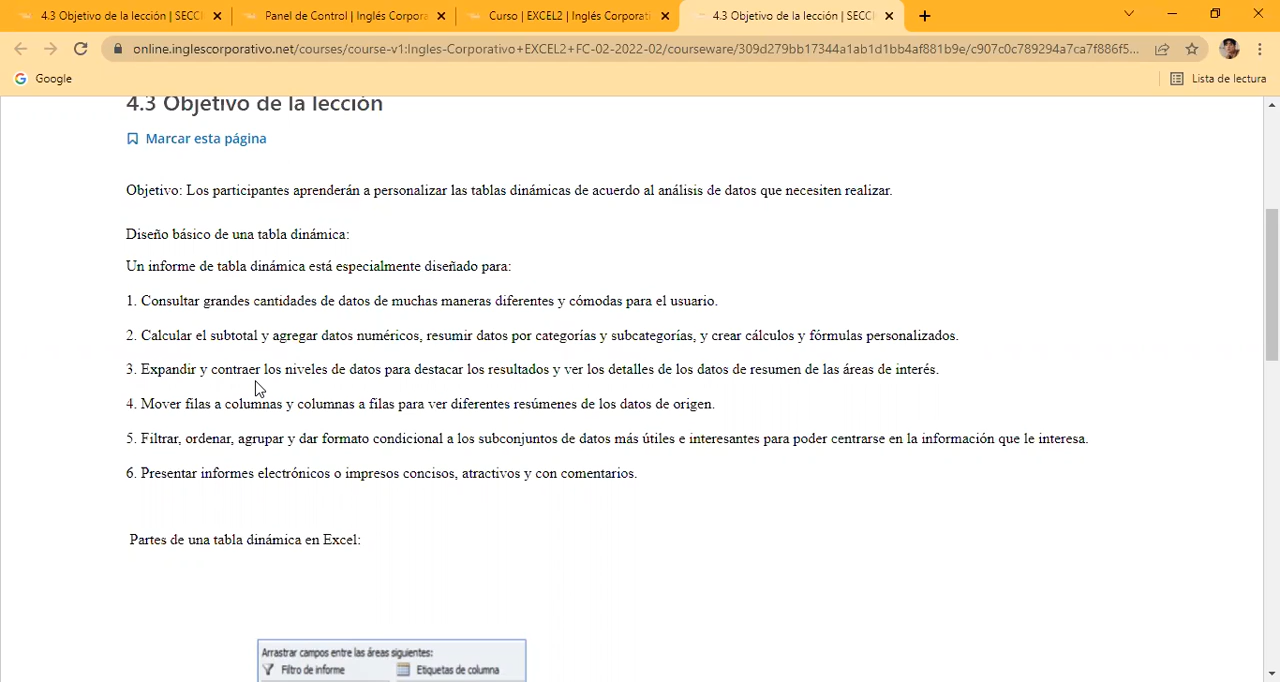 4.3 Objetivo de la lección | SECCI
Panel de Control | Inglés Corpora
Curso | EXCEL2 | Inglés Corporati
4.3 Objetivo de la lección | SECCI
online.inglescorporativo.net/courses/course-v1:Ingles-Corporativo+EXCEL2+FC-02-2022-02/courseware/309d279bb17344a1ab1d1bb4af881b9e/c907c0c789294a7ca7f886f5...
Google
Lista de lectura
4.3 Objetivo de la lección
Marcar esta página
Objetivo: Los participantes aprenderán a personalizar las tablas dinámicas de acuerdo al análisis de datos que necesiten realizar.
Diseño básico de una tabla dinámica:
Un informe de tabla dinámica está especialmente diseñado para:
1. Consultar grandes cantidades de datos de muchas maneras diferentes y cómodas para el usuario.
2. Calcular el subtotal y agregar datos numéricos, resumir datos por categorías y subcategorías, y crear cálculos y fórmulas personalizados.
3. Expandir y contraer los niveles de datos para destacar los resultados y ver los detalles de los datos de resumen de las áreas de interés.
4. Mover filas a columnas y columnas a filas para ver diferentes resúmenes de los datos de origen.
5. Filtrar, ordenar, agrupar y dar formato condicional a los subconjuntos de datos más útiles e interesantes para poder centrarse en la información que le interesa.
6. Presentar informes electrónicos o impresos concisos, atractivos y con comentarios.
Partes de una tabla dinámica en Excel:
Arrastrar campos entre las áreas siguientes:
Filtro de informe
Etiquetas de columna